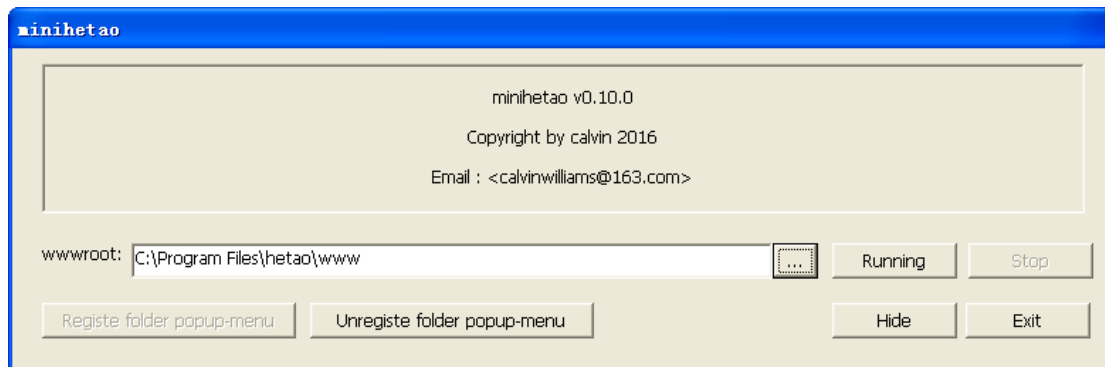 minihetao
minihetao v0.10.0
Copyright by calvin 2016
Email : <calvinwilliams@163.com>
wwwroot: C:\Program Files\hetao\www ... Running Stop
Registe folder popup-menu Unregiste folder popup-menu Hide Exit